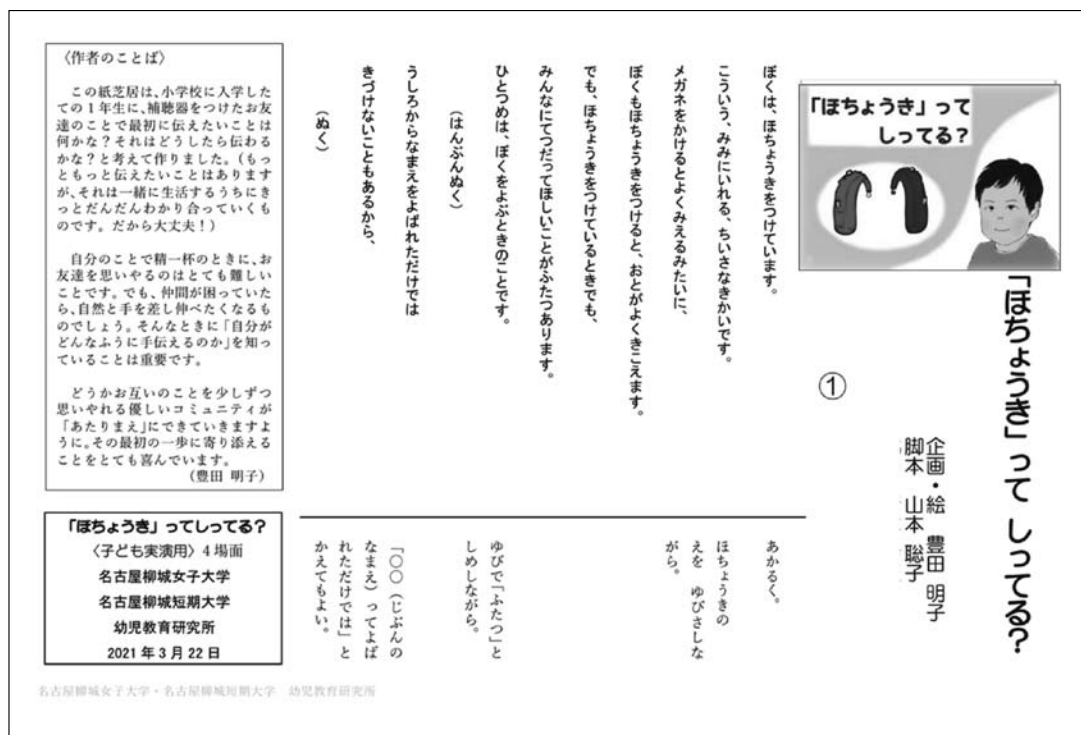 「ほちょうき」って
しってる?
「ほちょうき」って しってる?
企画・絵 豊田 明子
脚本 山本 聡子
①
ぼくは、ほちょうきをつけています。
こういう、みみにいれる、ちいさなきかいです。
メガネをかけるとよくみえるみたいに、
ぼくもほちょうきをつけると、おとがよくきこえます。
でも、ほちょうきをつけているときでも、
みんなにてつだってほしいことがふたつあります。
ひとつめは、ぼくをよぶときのことです。
(はんぶんぬく)
うしろからなまえをよばれただけでは
きづけないこともあるから、
(ぬく)
あかるく。
ほちょうきの
えを ゆびさしな
がら。
ゆびで「ふたつ」と
しめしながら。
「〇〇(じぶんの
なまえ)ってよば
れただけでは」と
かえてもよい。
〈作者のことば〉
この紙芝居は、小学校に入学した
ての1年生に、補聴器をつけたお友
達のことで最初に伝えたいことは
何かな?それはどうしたら伝わる
かな?と考えて作りました。(もっ
ともっと伝えたいことはあります
が、それは一緒に生活するうちにき
っとだんだんわかり合っていくも
のです。だから大丈夫!)
自分のことで精一杯のときに、お
友達を思いやるのはとても難しい
ことです。でも、仲間が困っていた
ら、自然と手を差し伸べたくなるも
のでしょう。そんなときに「自分が
どんなふうに手伝えるのか」を知っ
ていることは重要です。
どうかお互いのことを少しずつ
思いやれる優しいコミュニティが
「あたりまえ」にできていきますよ
うに。その最初の一歩に寄り添える
ことをとても喜んでいます。
(豊田 明子)
「ほちょうき」ってしってる?
〈子ども実演用〉4場面
名古屋柳城女子大学
名古屋柳城短期大学
幼児教育研究所
2021年3月22日
名古屋柳城女子大学・名古屋柳城短期大学 幼児教育研究所